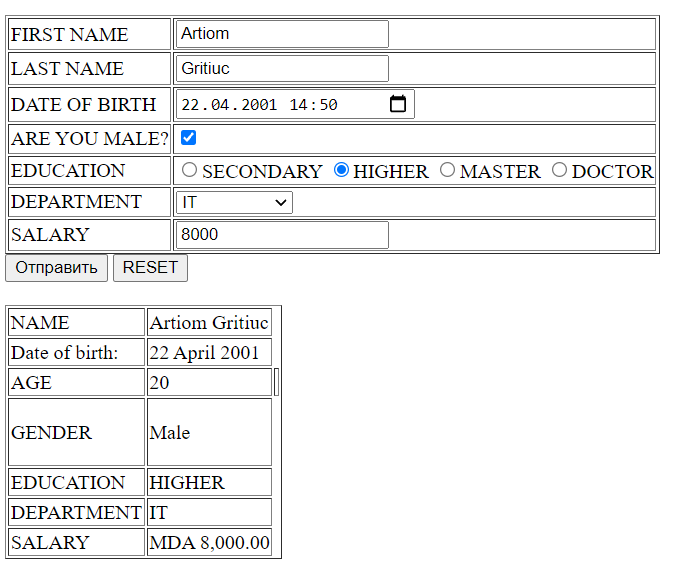 FIRST NAME Artiom
LAST NAME Gritiuc
DATE OF BIRTH 22.04.2001 14:50
ARE YOU MALE?
EDUCATION SECONDARY HIGHER MASTER DOCTOR
DEPARTMENT IT
SALARY 8000
Отправить RESET
NAME Artiom Gritiuc
Date of birth: 22 April 2001
AGE 20
GENDER Male
EDUCATION HIGHER
DEPARTMENT IT
SALARY MDA 8,000.00